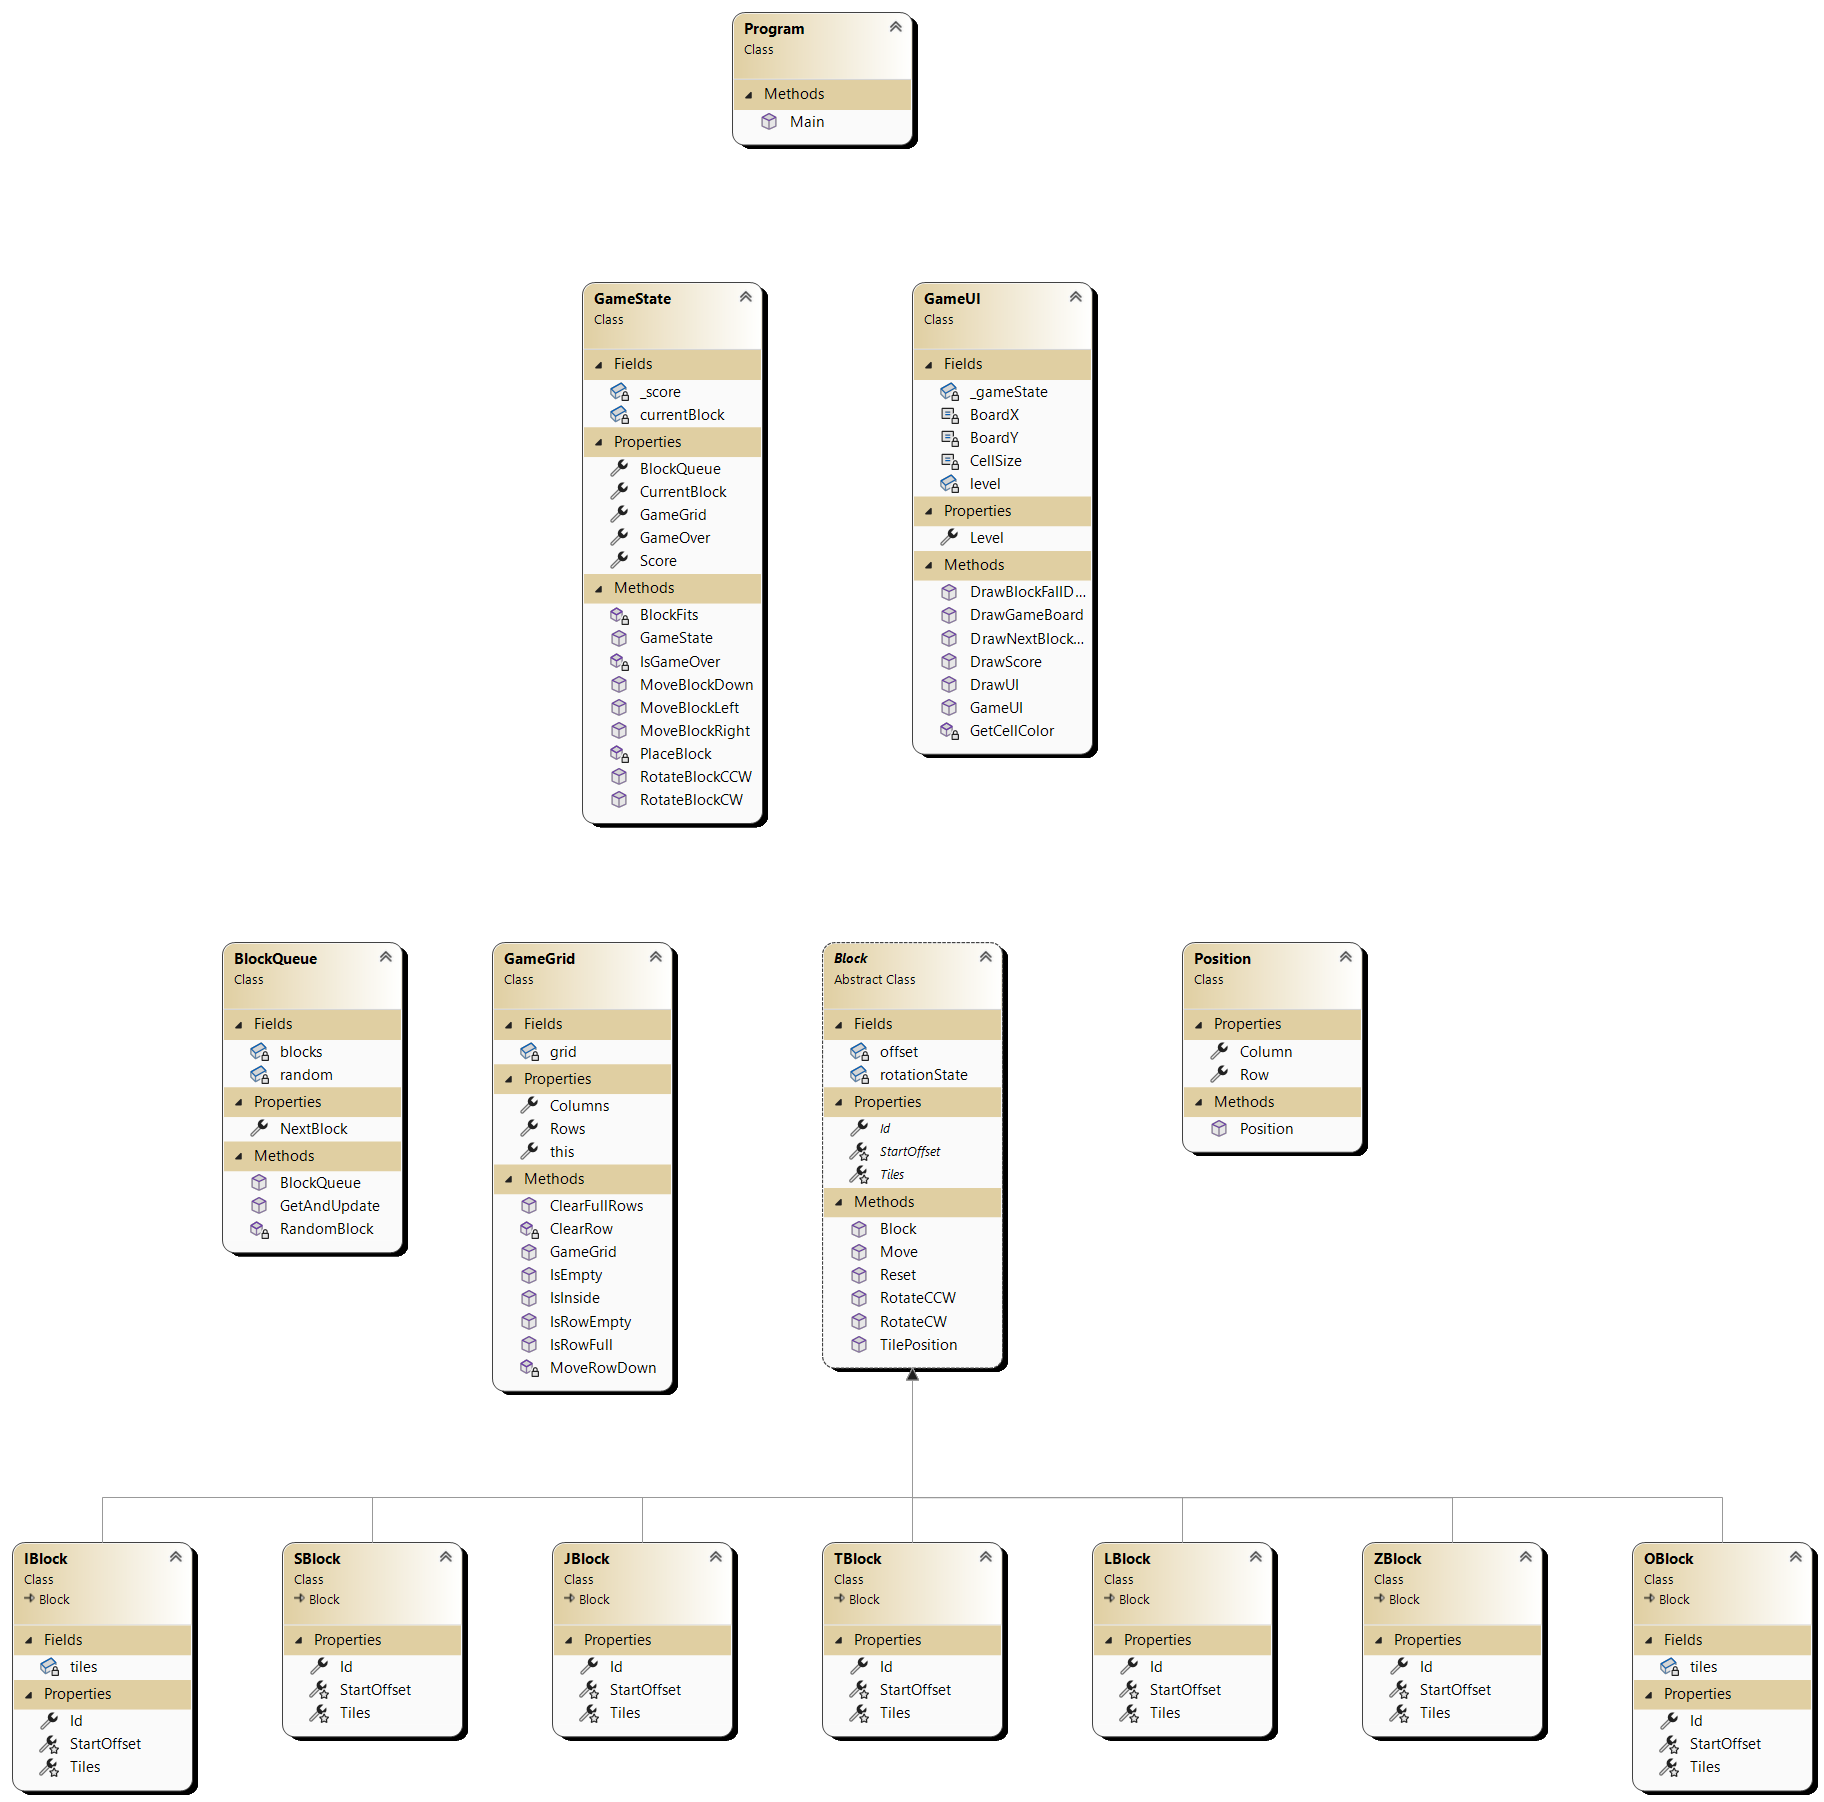 Program
Class
Methods
Main
GameState
Class
Fields
_score
currentBlock
Properties
BlockQueue
CurrentBlock
GameGrid
GameOver
Score
Methods
BlockFits
GameState
IsGameOver
MoveBlockDown
MoveBlockLeft
MoveBlockRight
PlaceBlock
RotateBlockCCW
RotateBlockCW
GameUI
Class
Fields
_gameState
BoardX
BoardY
CellSize
level
Properties
Level
Methods
DrawBlockFallD...
DrawGameBoard
DrawNextBlock...
DrawScore
DrawUI
GameUI
GetCellColor
BlockQueue
Class
Fields
blocks
random
Properties
NextBlock
Methods
BlockQueue
GetAndUpdate
RandomBlock
GameGrid
Class
Fields
grid
Properties
Columns
Rows
this
Methods
ClearFullRows
ClearRow
GameGrid
IsEmpty
IsInside
IsRowEmpty
IsRowFull
MoveRowDown
Block
Abstract Class
Fields
offset
rotationState
Properties
Id
StartOffset
Tiles
Methods
Block
Move
Reset
RotateCCW
RotateCW
TilePosition
Position
Class
Properties
Column
Row
Methods
Position
IBlock
Class
Block
Fields
tiles
Properties
Id
StartOffset
Tiles
SBlock
Class
Block
Properties
Id
StartOffset
Tiles
JBlock
Class
Block
Properties
Id
StartOffset
Tiles
TBlock
Class
Block
Properties
Id
StartOffset
Tiles
LBlock
Class
Block
Properties
Id
StartOffset
Tiles
ZBlock
Class
Block
Properties
Id
StartOffset
Tiles
OBlock
Class
Block
Fields
tiles
Properties
Id
StartOffset
Tiles